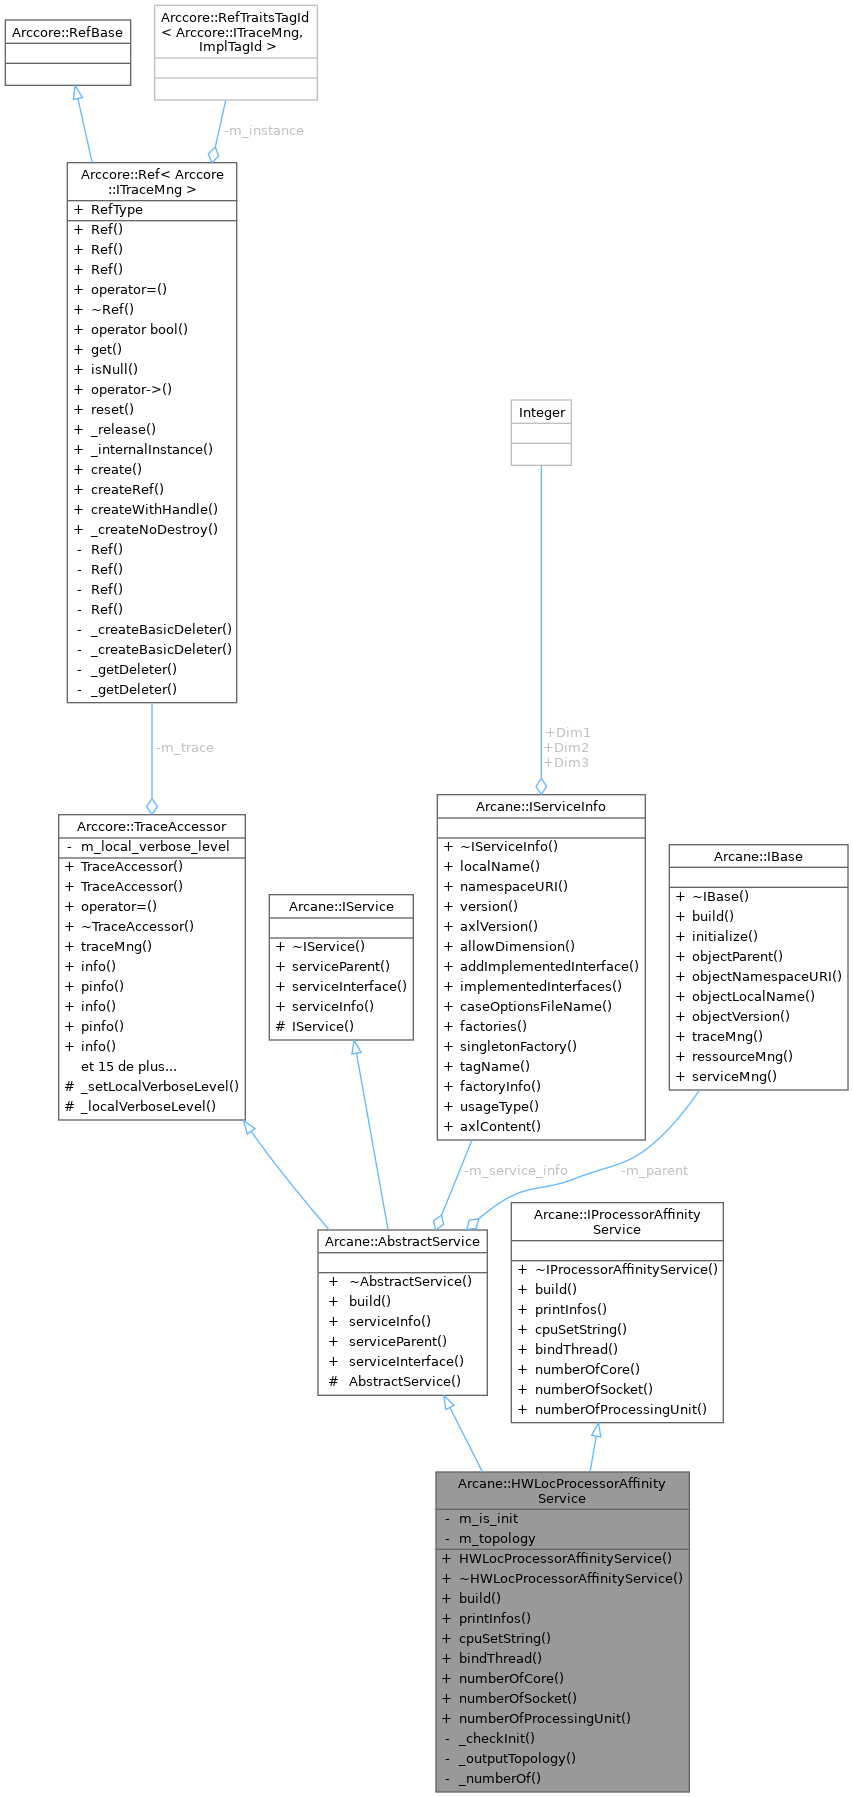 Arccore::RefBase
Arccore::RefTraitsTagId
< Arccore::ITraceMng,
ImplTagId >
-m_instance
Arccore::Ref< Arccore
::ITraceMng >
+ RefType
+ Ref()
+ Ref()
+ Ref()
+ operator=()
+ ~Ref()
+ operator bool()
+ get()
+ isNull()
+ operator->()
+ reset()
+ _release()
+ _internalInstance()
+ create()
+ createRef()
+ createWithHandle()
+ _createNoDestroy()
- Ref()
- Ref()
- Ref()
- Ref()
- _createBasicDeleter()
- _createBasicDeleter()
- _getDeleter()
- _getDeleter()
-m_trace
Integer
+Dim1
+Dim2
+Dim3
Arccore::TraceAccessor
- m_local_verbose_level
+ TraceAccessor()
+ TraceAccessor()
+ operator=()
+ ~TraceAccessor()
+ traceMng()
+ info()
+ pinfo()
+ info()
+ pinfo()
+ info()
et 15 de plus...
# _setLocalVerboseLevel()
# _localVerboseLevel()
Arcane::IService
+ ~IService()
+ serviceParent()
+ serviceInterface()
+ serviceInfo()
# IService()
Arcane::IServiceInfo
+ ~IServiceInfo()
+ localName()
+ namespaceURI()
+ version()
+ axlVersion()
+ allowDimension()
+ addImplementedInterface()
+ implementedInterfaces()
+ caseOptionsFileName()
+ factories()
+ singletonFactory()
+ tagName()
+ factoryInfo()
+ usageType()
+ axlContent()
Arcane::IBase
+ ~IBase()
+ build()
+ initialize()
+ objectParent()
+ objectNamespaceURI()
+ objectLocalName()
+ objectVersion()
+ traceMng()
+ ressourceMng()
+ serviceMng()
-m_service_info
-m_parent
Arcane::AbstractService
+ ~AbstractService()
+ build()
+ serviceInfo()
+ serviceParent()
+ serviceInterface()
# AbstractService()
Arcane::IProcessorAffinity
Service
+ ~IProcessorAffinityService()
+ build()
+ printInfos()
+ cpuSetString()
+ bindThread()
+ numberOfCore()
+ numberOfSocket()
+ numberOfProcessingUnit()
Arcane::HWLocProcessorAffinity
Service
- m_is_init
- m_topology
+ HWLocProcessorAffinityService()
+ ~HWLocProcessorAffinityService()
+ build()
+ printInfos()
+ cpuSetString()
+ bindThread()
+ numberOfCore()
+ numberOfSocket()
+ numberOfProcessingUnit()
- _checkInit()
- _outputTopology()
- _numberOf()